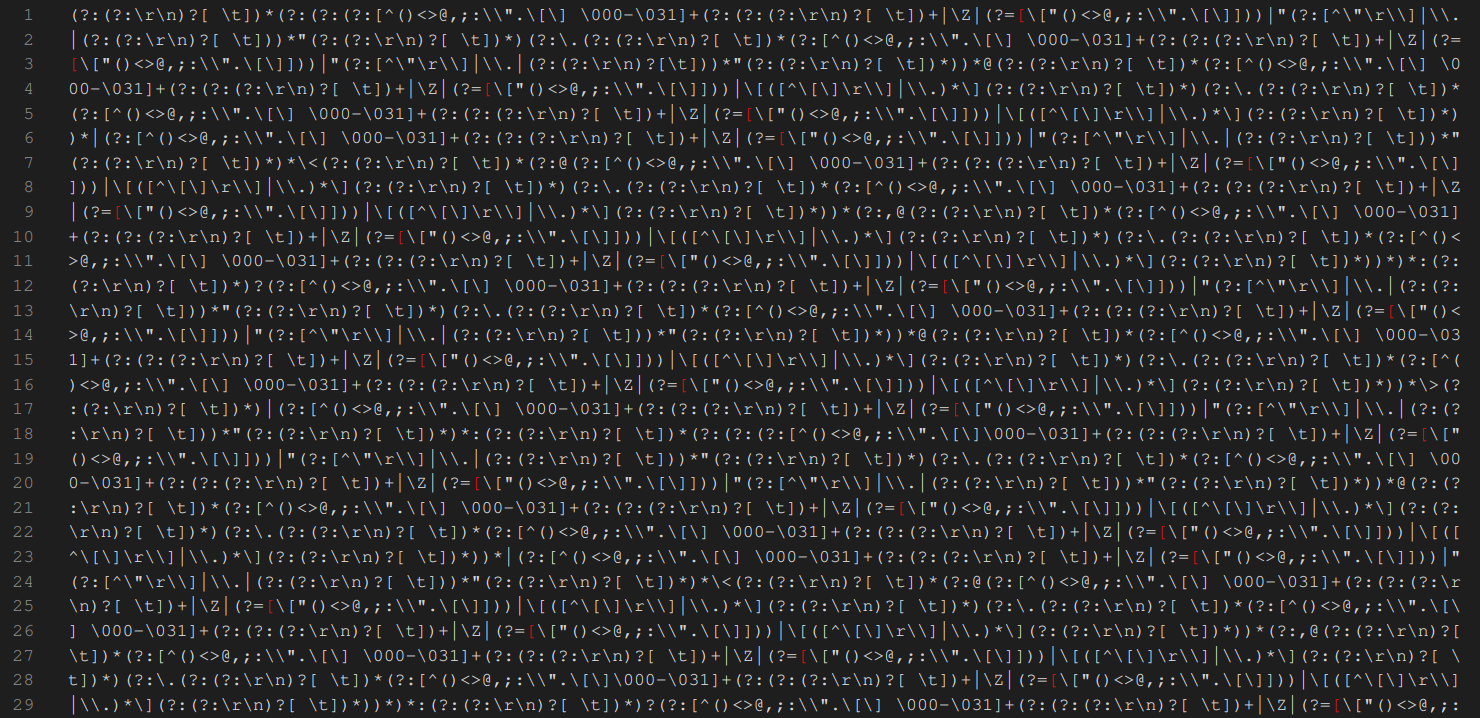 1 (?:(?:\r\n)?[ \t])*(?:(?:(?:[^()<>@,;:\\".\[\] \000-\031]+(?:(?:(?:\r\n)?[ \t])+|\Z|(?=[\["()<>@,;:\\".\[\]]))|"(?:[^\"\r\\]|\\.
2 |(?:(?:\r\n)?[ \t]))*"(?:(?:\r\n)?[ \t])*)(?:\.(?:(?:\r\n)?[ \t])*(?:[^()<>@,;:\\".\[\] \000-\031]+(?:(?:(?:\r\n)?[ \t])+|\Z|(?=
3 [\["()<>@,;:\\".\[\]]))|"(?:[^\"\r\\]|\\.|(?:(?:\r\n)?[\t]))*"(?:(?:\r\n)?[ \t])*))*@(?:(?:\r\n)?[ \t])*(?:[^()<>@,;:\\".\[\] \0
4 00-\031]+(?:(?:(?:\r\n)?[ \t])+|\Z|(?=[\["()<>@,;:\\".\[\]]))|\[([^\[\]\r\\]|\\.)*\](?:(?:\r\n)?[ \t])*)(?:\.(?:(?:\r\n)?[ \t])*
5 (?:[^()<>@,;:\\".\[\] \000-\031]+(?:(?:(?:\r\n)?[ \t])+|\Z|(?=[\["()<>@,;:\\".\[\]]))|\[([^\[\]\r\\]|\\.)*\](?:(?:\r\n)?[ \t])*)
6 )*|(?:[^()<>@,;:\\".\[\] \000-\031]+(?:(?:(?:\r\n)?[ \t])+|\Z|(?=[\["()<>@,;:\\".\[\]]))|"(?:[^\"\r\\]|\\.|(?:(?:\r\n)?[ \t]))*"
7 (?:(?:\r\n)?[ \t])*)*\<(?:(?:\r\n)?[ \t])*(?:@(?:[^()<>@,;:\\".\[\] \000-\031]+(?:(?:(?:\r\n)?[ \t])+|\Z|(?=[\["()<>@,;:\\".\[\]
8 ]))|\[([^\[\]\r\\]|\\.)*\](?:(?:\r\n)?[ \t])*)(?:\.(?:(?:\r\n)?[ \t])*(?:[^()<>@,;:\\".\[\] \000-\031]+(?:(?:(?:\r\n)?[ \t])+|\Z
9 |(?=[\["()<>@,;:\\".\[\]]))|\[([^\[\]\r\\]|\\.)*\](?:(?:\r\n)?[ \t])*))*(?:,@(?:(?:\r\n)?[ \t])*(?:[^()<>@,;:\\".\[\] \000-\031]
10 +(?:(?:(?:\r\n)?[ \t])+|\Z|(?=[\["()<>@,;:\\".\[\]]))|\[([^\[\]\r\\]|\\.)*\](?:(?:\r\n)?[ \t])*)(?:\.(?:(?:\r\n)?[ \t])*(?:[^()<
11 >@,;:\\".\[\] \000-\031]+(?:(?:(?:\r\n)?[ \t])+|\Z|(?=[\["()<>@,;:\\".\[\]]))|\[([^\[\]\r\\]|\\.)*\](?:(?:\r\n)?[ \t])*))*)*:(?:
12 (?:\r\n)?[ \t])*)?(?:[^()<>@,;:\\".\[\] \000-\031]+(?:(?:(?:\r\n)?[ \t])+|\Z|(?=[\["()<>@,;:\\".\[\]]))|"(?:[^\"\r\\]|\\.|(?:(?:
13 \r\n)?[ \t]))*"(?:(?:\r\n)?[ \t])*)(?:\.(?:(?:\r\n)?[ \t])*(?:[^()<>@,;:\\".\[\] \000-\031]+(?:(?:(?:\r\n)?[ \t])+|\Z|(?=[\["()<
14 >@,;:\\".\[\]]))|"(?:[^\"\r\\]|\\.|(?:(?:\r\n)?[ \t]))*"(?:(?:\r\n)?[ \t])*))*@(?:(?:\r\n)?[ \t])*(?:[^()<>@,;:\\".\[\] \000-\03
15 1]+(?:(?:(?:\r\n)?[ \t])+|\Z|(?=[\["()<>@,;:\\".\[\]]))|\[([^\[\]\r\\]|\\.)*\](?:(?:\r\n)?[ \t])*)(?:\.(?:(?:\r\n)?[ \t])*(?:[^(
16 )<>@,;:\\".\[\] \000-\031]+(?:(?:(?:\r\n)?[ \t])+|\Z|(?=[\["()<>@,;:\\".\[\]]))|\[([^\[\]\r\\]|\\.)*\](?:(?:\r\n)?[ \t])*))*\>(?
17 :(?:\r\n)?[ \t])*)|(?:[^()<>@,;:\\".\[\] \000-\031]+(?:(?:(?:\r\n)?[ \t])+|\Z|(?=[\["()<>@,;:\\".\[\]]))|"(?:[^\"\r\\]|\\.|(?:(?
18 :\r\n)?[ \t]))*"(?:(?:\r\n)?[ \t])*)*:(?:(?:\r\n)?[ \t])*(?:(?:(?:[^()<>@,;:\\".\[\]\000-\031]+(?:(?:(?:\r\n)?[ \t])+|\Z|(?=[\["
19 ()<>@,;:\\".\[\]]))|"(?:[^\"\r\\]|\\.|(?:(?:\r\n)?[ \t]))*"(?:(?:\r\n)?[ \t])*)(?:\.(?:(?:\r\n)?[ \t])*(?:[^()<>@,;:\\".\[\] \00
20 0-\031]+(?:(?:(?:\r\n)?[ \t])+|\Z|(?=[\["()<>@,;:\\".\[\]]))|"(?:[^\"\r\\]|\\.|(?:(?:\r\n)?[ \t]))*"(?:(?:\r\n)?[ \t])*))*@(?:(?
21 :\r\n)?[ \t])*(?:[^()<>@,;:\\".\[\] \000-\031]+(?:(?:(?:\r\n)?[ \t])+|\Z|(?=[\["()<>@,;:\\".\[\]]))|\[([^\[\]\r\\]|\\.)*\](?:(?:
22 \r\n)?[ \t])*)(?:\.(?:(?:\r\n)?[ \t])*(?:[^()<>@,;:\\".\[\] \000-\031]+(?:(?:(?:\r\n)?[ \t])+|\Z|(?=[\["()<>@,;:\\".\[\]]))|\[([
23 ^\[\]\r\\]|\\.)*\](?:(?:\r\n)?[ \t])*))*|(?:[^()<>@,;:\\".\[\] \000-\031]+(?:(?:(?:\r\n)?[ \t])+|\Z|(?=[\["()<>@,;:\\".\[\]]))|"
24 (?:[^\"\r\\]|\\.|(?:(?:\r\n)?[ \t]))*"(?:(?:\r\n)?[ \t])*)*\<(?:(?:\r\n)?[ \t])*(?:@(?:[^()<>@,;:\\".\[\] \000-\031]+(?:(?:(?:\r
25 \n)?[ \t])+|\Z|(?=[\["()<>@,;:\\".\[\]]))|\[([^\[\]\r\\]|\\.)*\](?:(?:\r\n)?[ \t])*)(?:\.(?:(?:\r\n)?[ \t])*(?:[^()<>@,;:\\".\[\
26 ] \000-\031]+(?:(?:(?:\r\n)?[ \t])+|\Z|(?=[\["()<>@,;:\\".\[\]]))|\[([^\[\]\r\\]|\\.)*\](?:(?:\r\n)?[ \t])*))*(?:,@(?:(?:\r\n)?[
27 \t])*(?:[^()<>@,;:\\".\[\] \000-\031]+(?:(?:(?:\r\n)?[ \t])+|\Z|(?=[\["()<>@,;:\\".\[\]]))|\[([^\[\]\r\\]|\\.)*\](?:(?:\r\n)?[ \
28 t])*)(?:\.(?:(?:\r\n)?[ \t])*(?:[^()<>@,;:\\".\[\]\000-\031]+(?:(?:(?:\r\n)?[ \t])+|\Z|(?=[\["()<>@,;:\\".\[\]]))|\[([^\[\]\r\\]
29 |\\.)*\](?:(?:\r\n)?[ \t])*))*)*:(?:(?:\r\n)?[ \t])*)?(?:[^()<>@,;:\\".\[\] \000-\031]+(?:(?:(?:\r\n)?[ \t])+|\Z|(?=[\["()<>@,;: